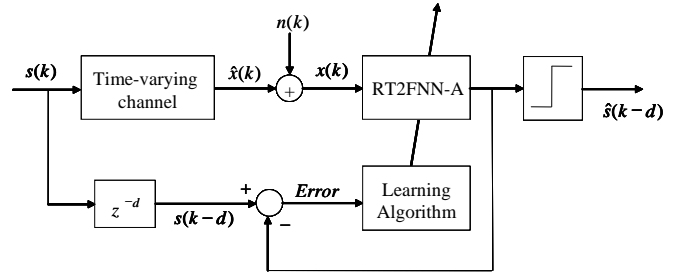 n(k)
s(k)
Time-varying
channel
x̂(k)
+
x(k)
RT2FNN-A
ŝ(k−d)
z⁻ᵈ
s(k−d)
+
−
Error
Learning
Algorithm